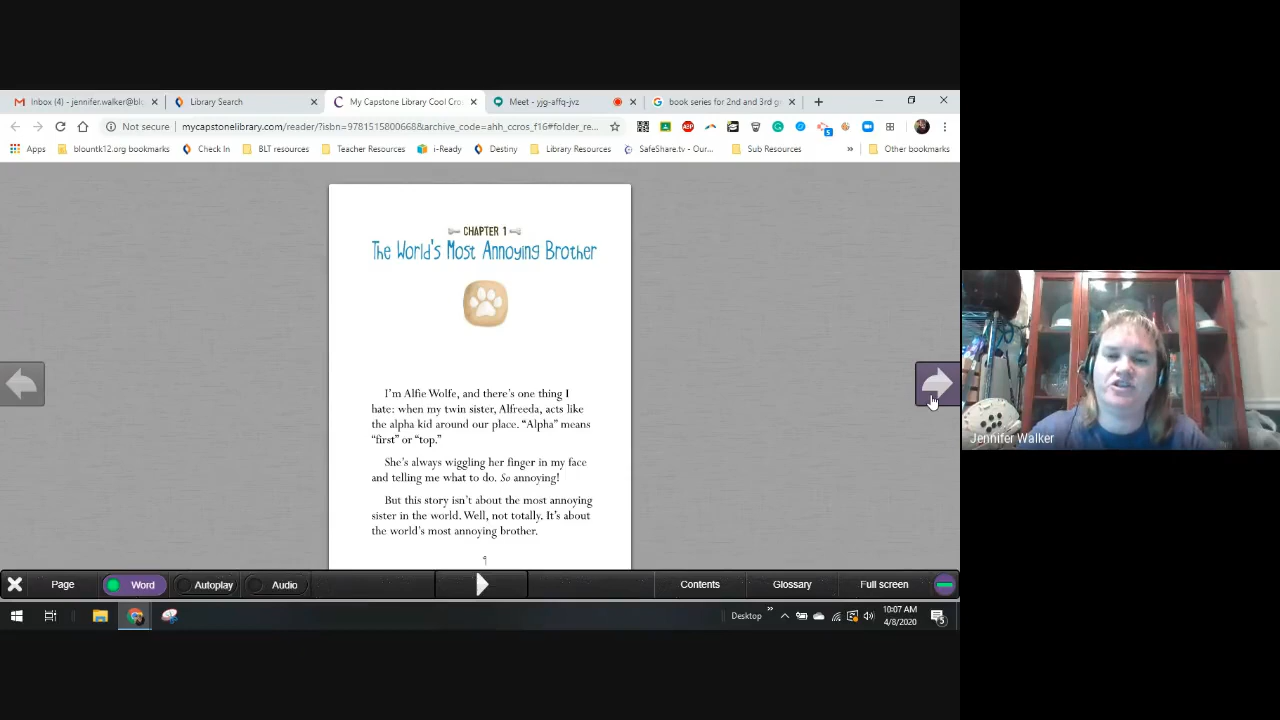 Inbox (4) - jennifer.walker@bl
Library Search
My Capstone Library Cool Cro
Meet - yjg-affq-jvz
book series for 2nd and 3rd gr
Not secure
mycapstonelibrary.com/reader/?isbn=9781515800668&archive_code=ahh_ccros_f16#folder_re...
Apps
blountk12.org bookmarks
Check In
BLT resources
Teacher Resources
i-Ready
Destiny
Library Resources
SafeShare.tv - Our...
Sub Resources
»
Other bookmarks
CHAPTER 1
The World's Most Annoying Brother
I'm Alfie Wolfe, and there's one thing I
hate: when my twin sister, Alfreeda, acts like
the alpha kid around our place. “Alpha” means
“first” or “top.”
She's always wiggling her finger in my face
and telling me what to do. So annoying!
But this story isn't about the most annoying
sister in the world. Well, not totally. It's about
the world's most annoying brother.
9
Page
Word
Autoplay
Audio
Contents
Glossary
Full screen
Desktop
»
10:07 AM
4/8/2020
5
Jennifer Walker